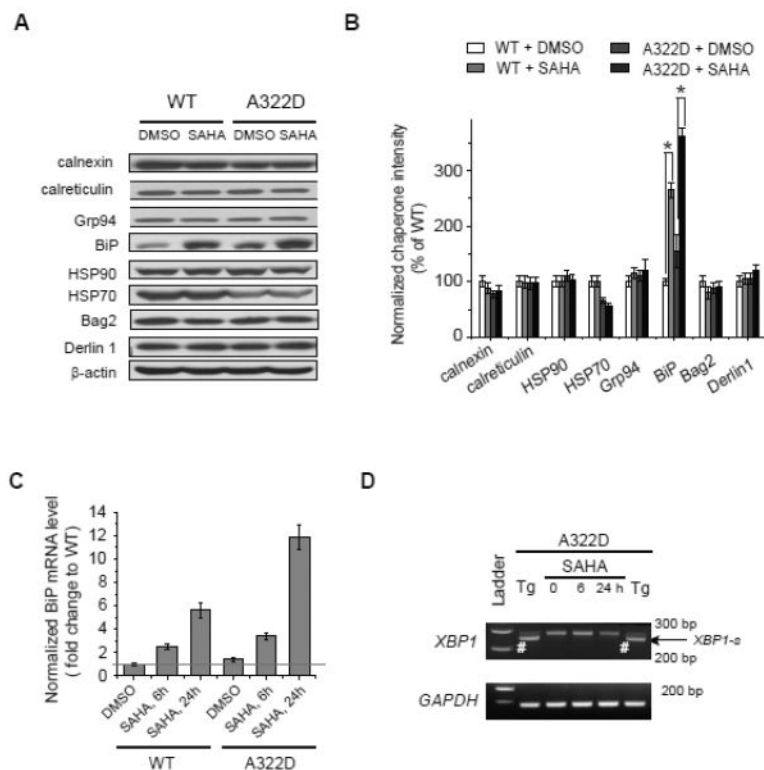 A
WT A322D
DMSO SAHA DMSO SAHA
calnexin
calreticulin
Grp94
BiP
HSP90
HSP70
Bag2
Derlin 1
β-actin
B
WT + DMSO A322D + DMSO
WT + SAHA A322D + SAHA
Normalized chaperone intensity
(% of WT)
300
200
100
0
* *
calnexin
calreticulin
HSP90
HSP70
Grp94
BiP
Bag2
Derlin1
C
Normalized BiP mRNA level
( fold change to WT)
14
12
10
8
6
4
2
0
DMSO
SAHA, 6h
SAHA, 24h
DMSO
SAHA, 6h
SAHA, 24h
WT A322D
D
A322D
SAHA
Ladder Tg 0 6 24 h Tg
300 bp
XBP1
XBP1-s
# #
200 bp
200 bp
GAPDH